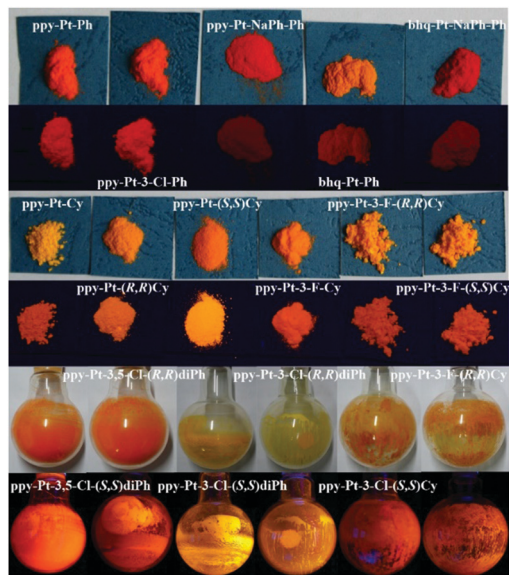 ppy-Pt-Ph ppy-Pt-NaPh-Ph bhq-Pt-NaPh-Ph
ppy-Pt-3-Cl-Ph bhq-Pt-Ph
ppy-Pt-Cy ppy-Pt-(S,S)Cy ppy-Pt-3-F-(R,R)Cy
ppy-Pt-(R,R)Cy ppy-Pt-3-F-Cy ppy-Pt-3-F-(S,S)Cy
ppy-Pt-3,5-Cl-(R,R)diPh ppy-Pt-3-Cl-(R,R)diPh ppy-Pt-3-F-(R,R)Cy
ppy-Pt-3,5-Cl-(S,S)diPh ppy-Pt-3-Cl-(S,S)diPh ppy-Pt-3-Cl-(S,S)Cy